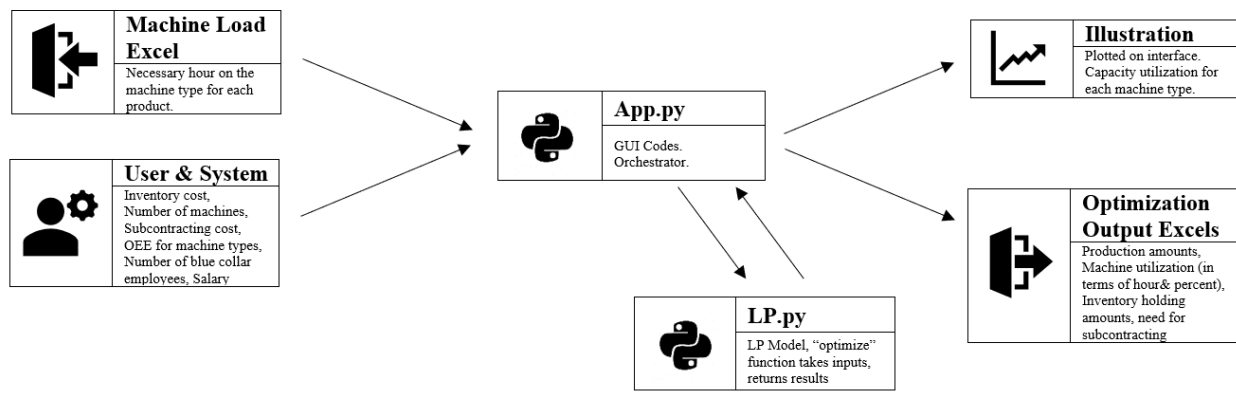 Machine Load
Excel
Necessary hour on the
machine type for each
product.
User & System
Inventory cost,
Number of machines,
Subcontracting cost,
OEE for machine types,
Number of blue collar
employees, Salary
App.py
GUI Codes.
Orchestrator.
LP.py
LP Model, “optimize”
function takes inputs,
returns results
Illustration
Plotted on interface.
Capacity utilization for
each machine type.
Optimization
Output Excels
Production amounts,
Machine utilization (in
terms of hour& percent),
Inventory holding
amounts, need for
subcontracting